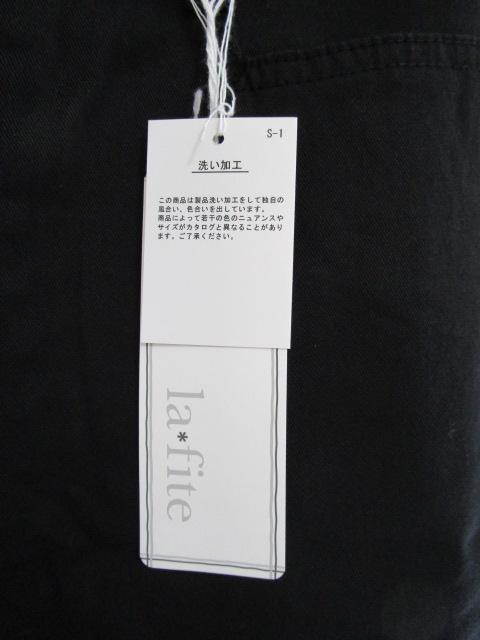 S-1
洗い加工
この商品は製品洗い加工をして独自の
風合い、色合いを出しています。
商品によって若干の色のニュアンスや
サイズがカタログと異なることがあり
ます。ご了承ください。
la*fite